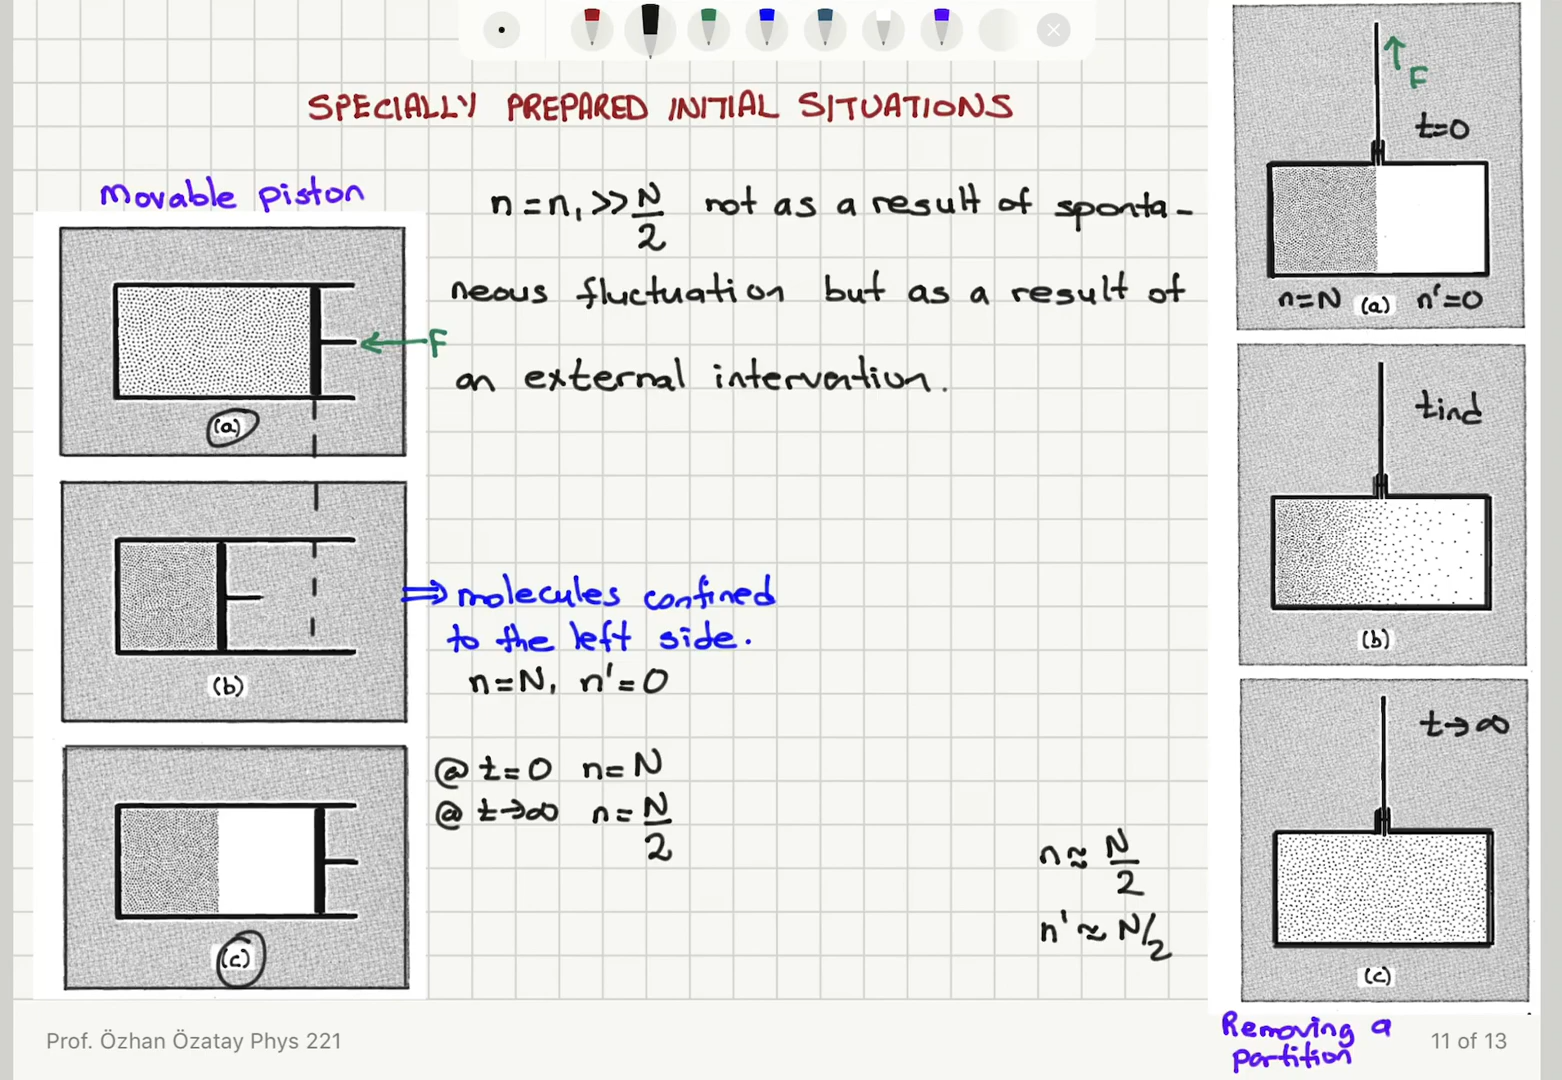 SPECIALLY PREPARED INITIAL SITUATIONS
Movable piston
n = n₁ >> N/2 not as a result of sponta-
neous fluctuation but as a result of
an external intervention.
F
(a)
(b)
⇒ molecules confined
to the left side.
n=N, n'=0
@ t=0 n=N
@ t→∞ n=N/2
(c)
n≈N/2
n'≈N/2
↑F
t=0
n=N (a) n'=0
tind
(b)
t→∞
(c)
Removing a
partition
Prof. Özhan Özatay Phys 221
11 of 13